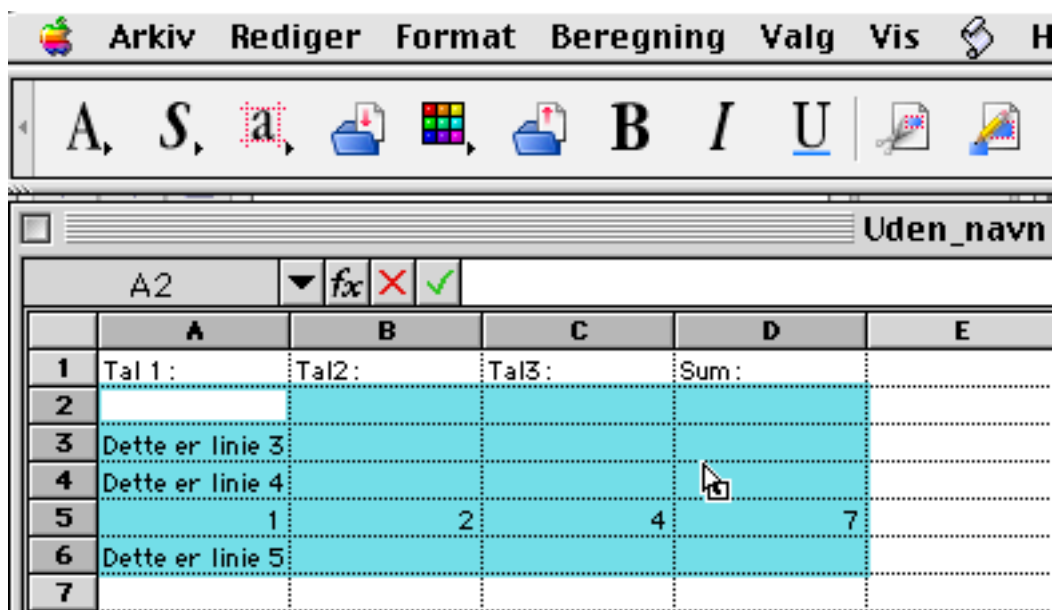 Arkiv Rediger Format Beregning Valg Vis H
A S a B I U
Uden_navn
A2 fx
A B C D E
1 Tal 1: Tal2: Tal3: Sum:
2
3 Dette er linie 3
4 Dette er linie 4
5 1 2 4 7
6 Dette er linie 5
7